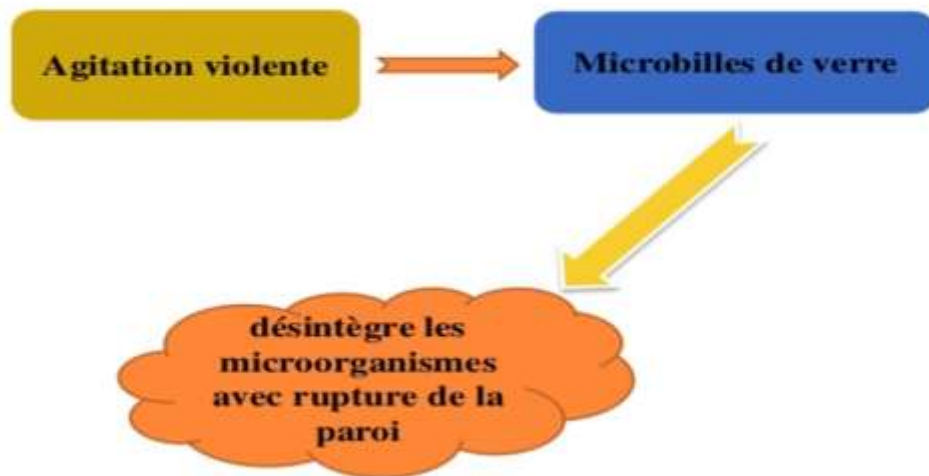 Agitation violente
Microbilles de verre
désintègre les
microorganismes
avec rupture de la
paroi